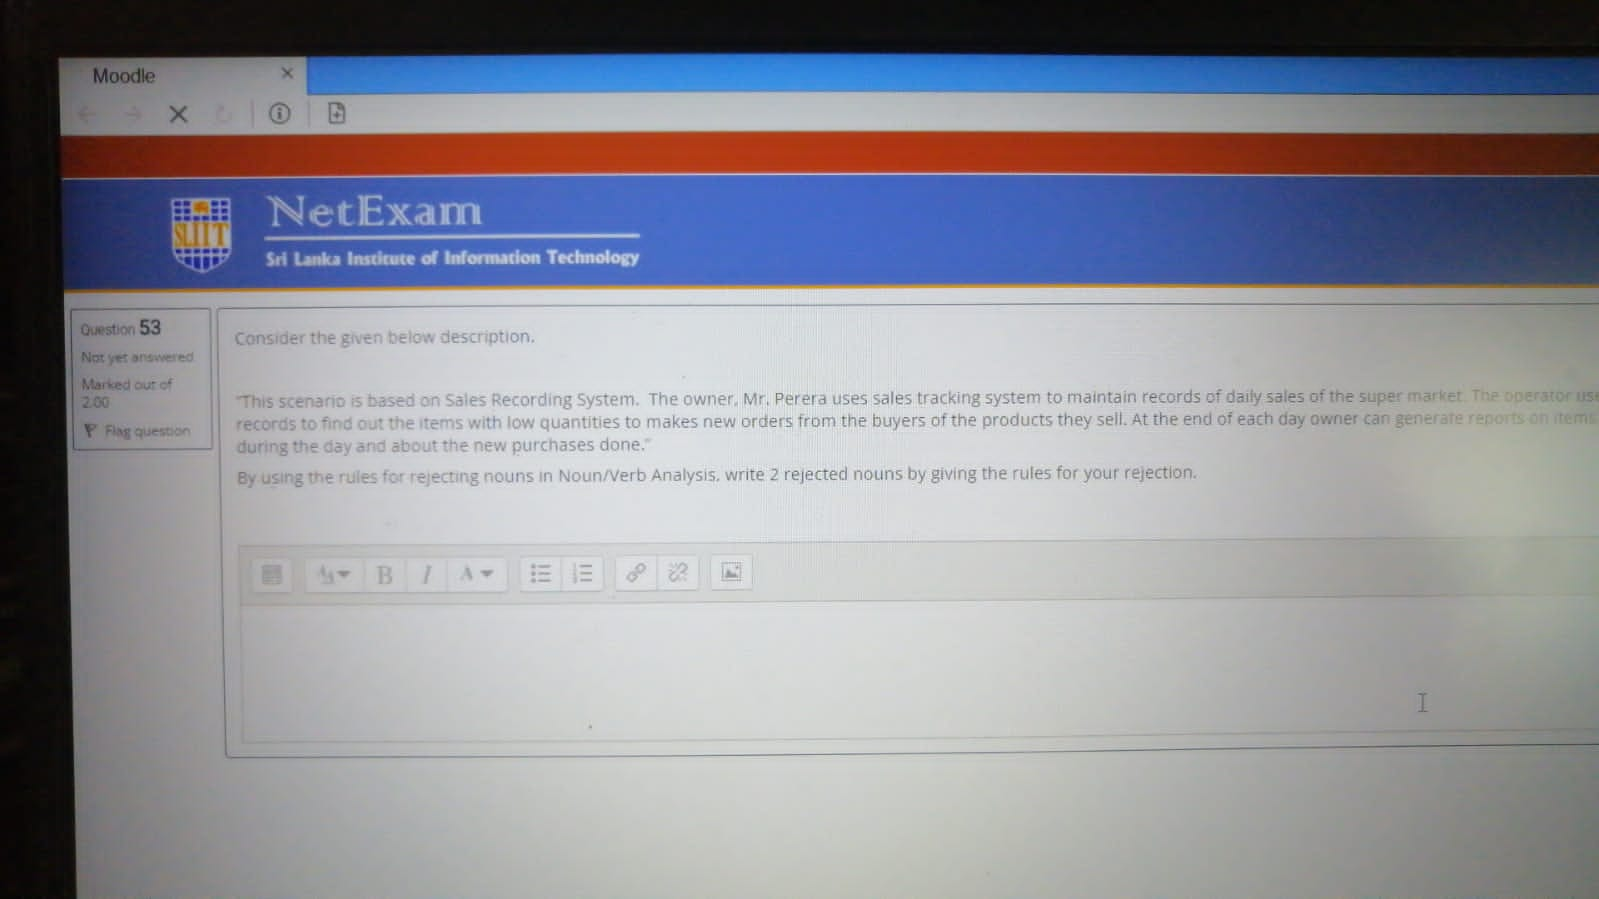 Moodle
NetExam
SLIIT
Sri Lanka Institute of Information Technology
Question 53
Not yet answered
Marked out of
2.00
Flag question
Consider the given below description.
"This scenario is based on Sales Recording System. The owner, Mr. Perera uses sales tracking system to maintain records of daily sales of the super market. The operator use
records to find out the items with low quantities to makes new orders from the buyers of the products they sell. At the end of each day owner can generate reports on items
during the day and about the new purchases done."
By using the rules for rejecting nouns in Noun/Verb Analysis, write 2 rejected nouns by giving the rules for your rejection.
B I A